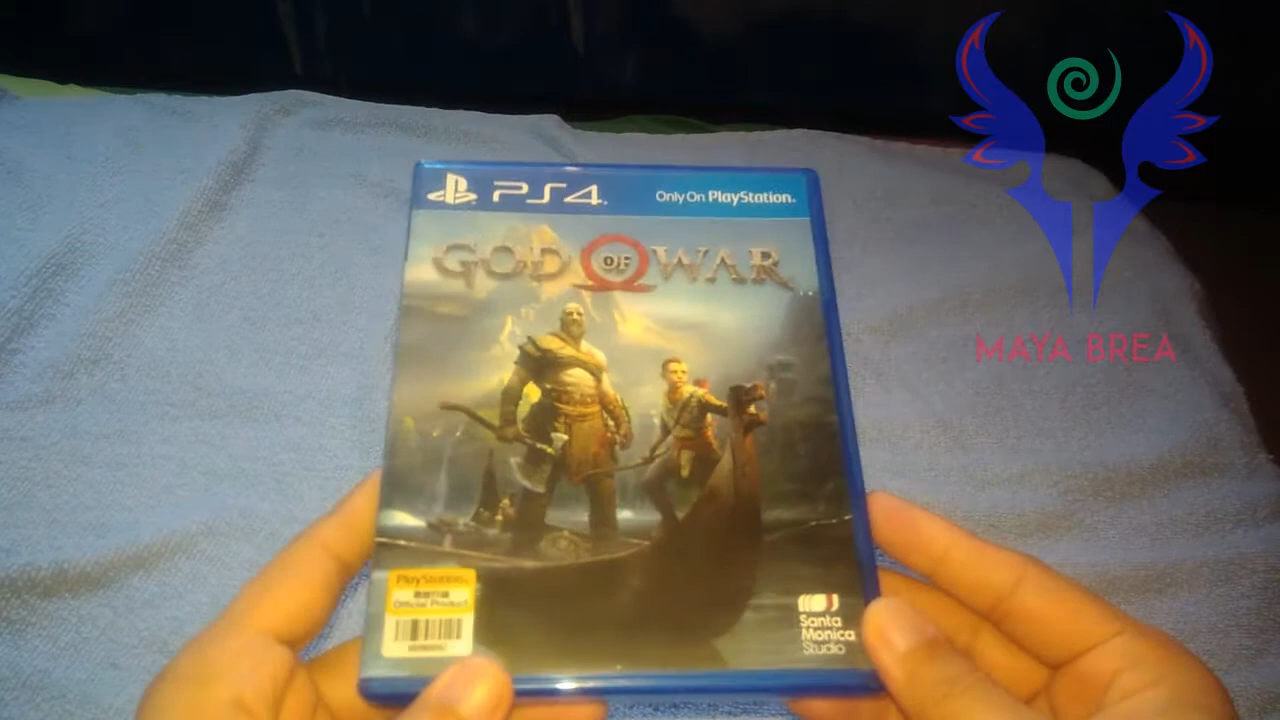 PS4
Only On PlayStation
GOD OF WAR
PlayStation
Official Product
Santa
Monica
Studio
MAYA BREA